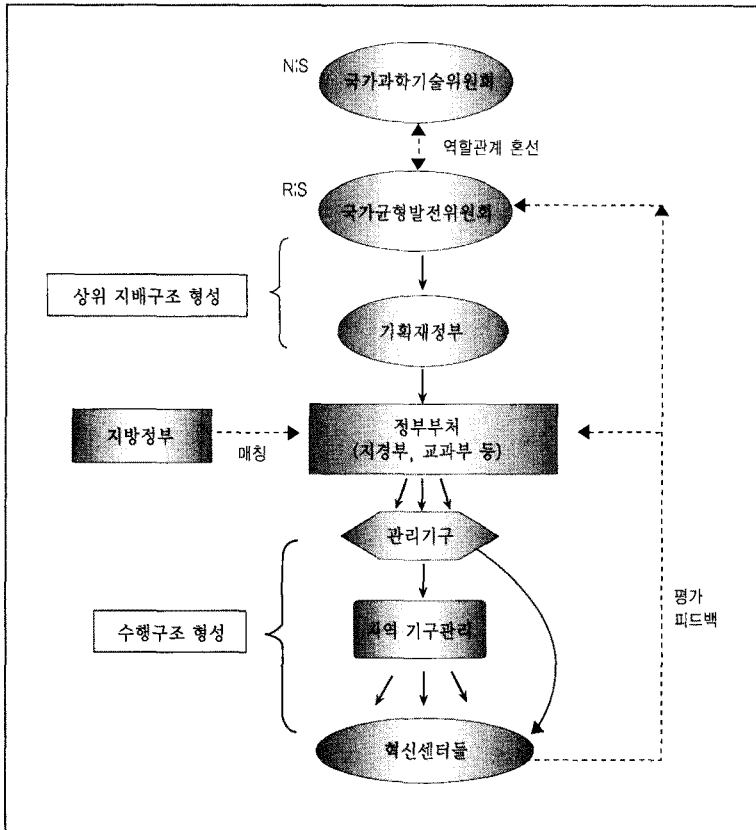 NIS
국가과학기술위원회
역할관계 혼선
RIS
국가균형발전위원회
상위 지배구조 형성
기획재정부
지방정부
매칭
정부부처
(지경부, 교과부 등)
관리기구
평가
피드백
수행구조 형성
지역 기구관리
혁신센터들